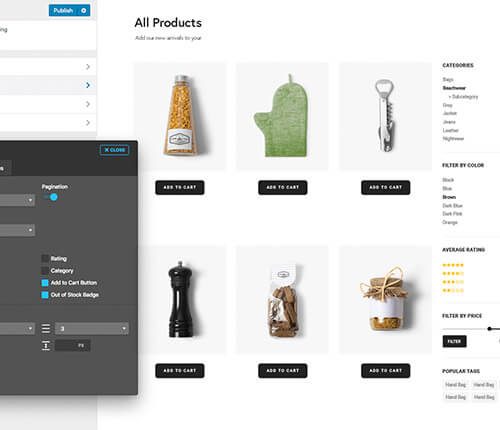 Publish
ing
All Products
Add our new arrivals to your
CLOSE
Pagination
Rating
Category
Add to Cart Button
Out of Stock Badge
3
PX
ADD TO CART
ADD TO CART
ADD TO CART
ADD TO CART
ADD TO CART
ADD TO CART
CATEGORIES
Bags
Beachwear
> Subcategory
Grey
Jacket
Jeans
Leather
Nightwear
FILTER BY COLOR
Black
Blue
Brown
Dark Blue
Dark Pink
Orange
AVERAGE RATING
FILTER BY PRICE
FILTER
POPULAR TAGS
Hand Bag Hand Bag
Hand Bag Hand Bag